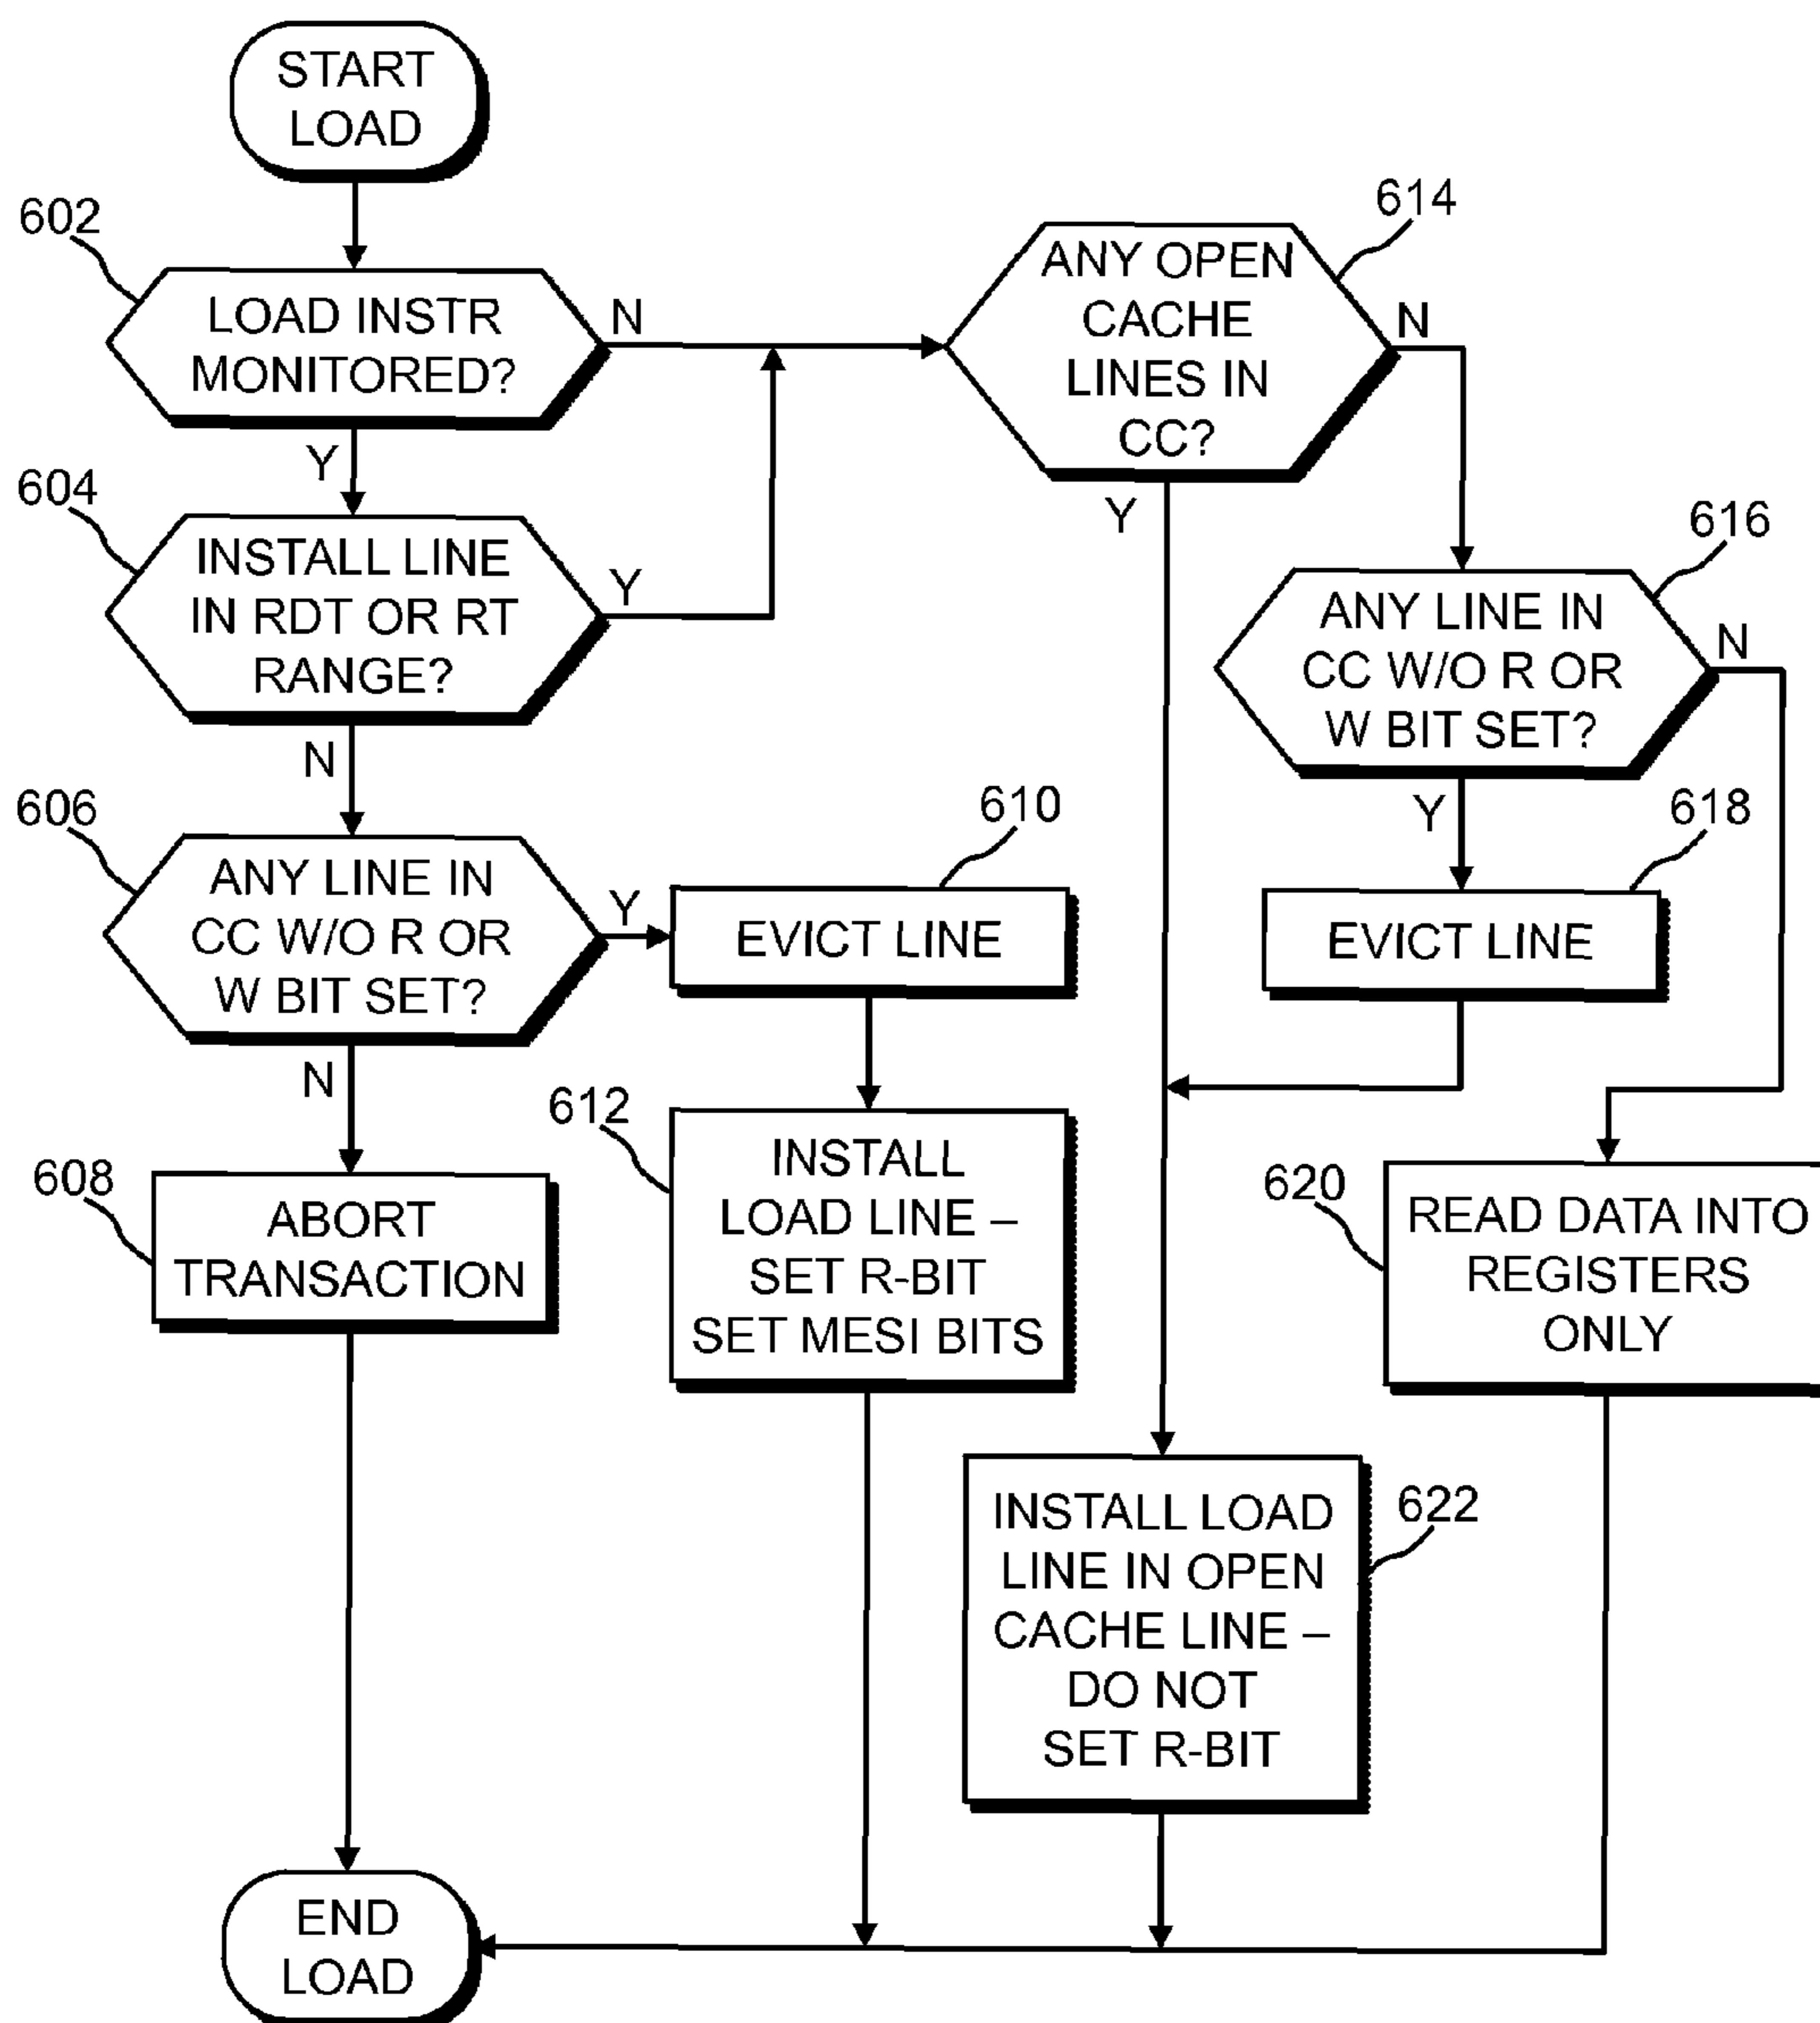 START
LOAD
602
LOAD INSTR
MONITORED?
N
Y
604
INSTALL LINE
IN RDT OR RT
RANGE?
Y
N
606
ANY LINE IN
CC W/O R OR
W BIT SET?
Y
N
608
ABORT
TRANSACTION
610
EVICT LINE
612
INSTALL
LOAD LINE –
SET R-BIT
SET MESI BITS
614
ANY OPEN
CACHE
LINES IN
CC?
N
Y
616
ANY LINE IN
CC W/O R OR
W BIT SET?
N
Y
618
EVICT LINE
620
READ DATA INTO
REGISTERS
ONLY
622
INSTALL LOAD
LINE IN OPEN
CACHE LINE –
DO NOT
SET R-BIT
END
LOAD